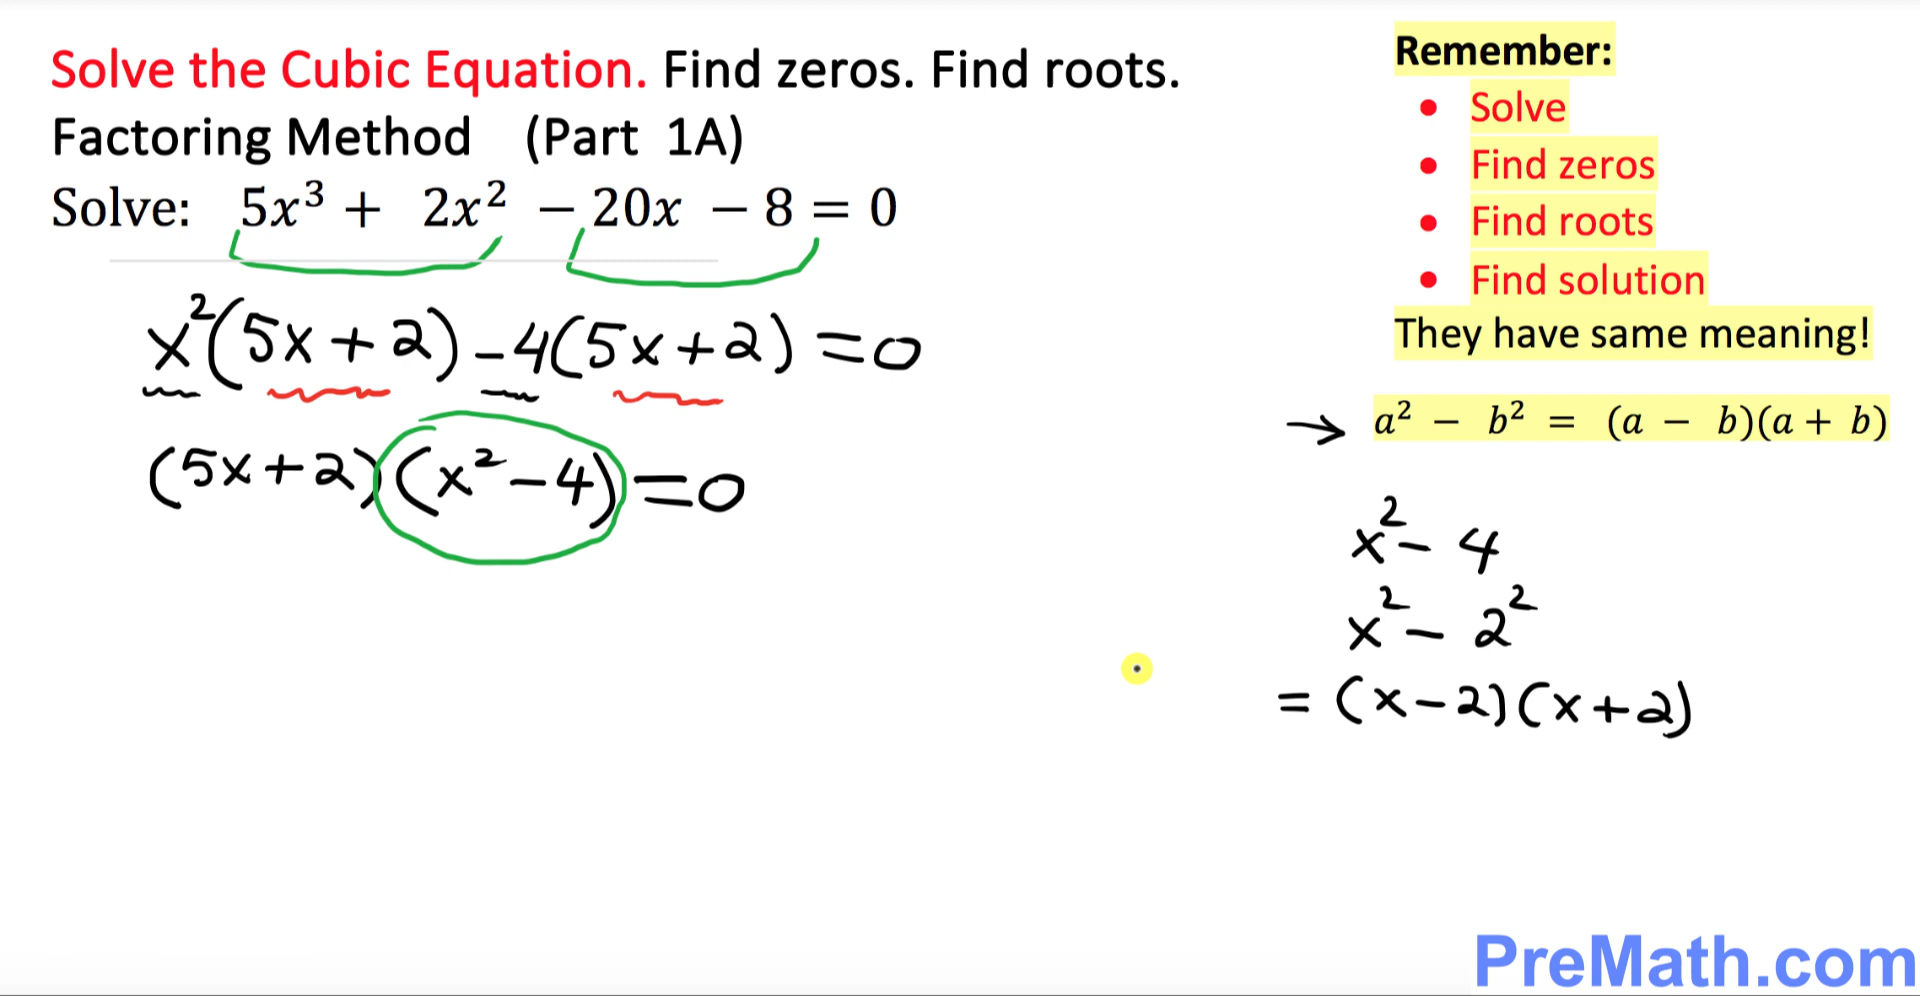 Solve the Cubic Equation. Find zeros. Find roots.
Factoring Method (Part 1A)
Solve: 5x³ + 2x² − 20x − 8 = 0
x²(5x+2)−4(5x+2)=0
(5x+2)(x²−4)=0
Remember:
• Solve
• Find zeros
• Find roots
• Find solution
They have same meaning!
→ a² − b² = (a − b)(a + b)
x²− 4
x²− 2²
= (x−2)(x+2)
PreMath.com